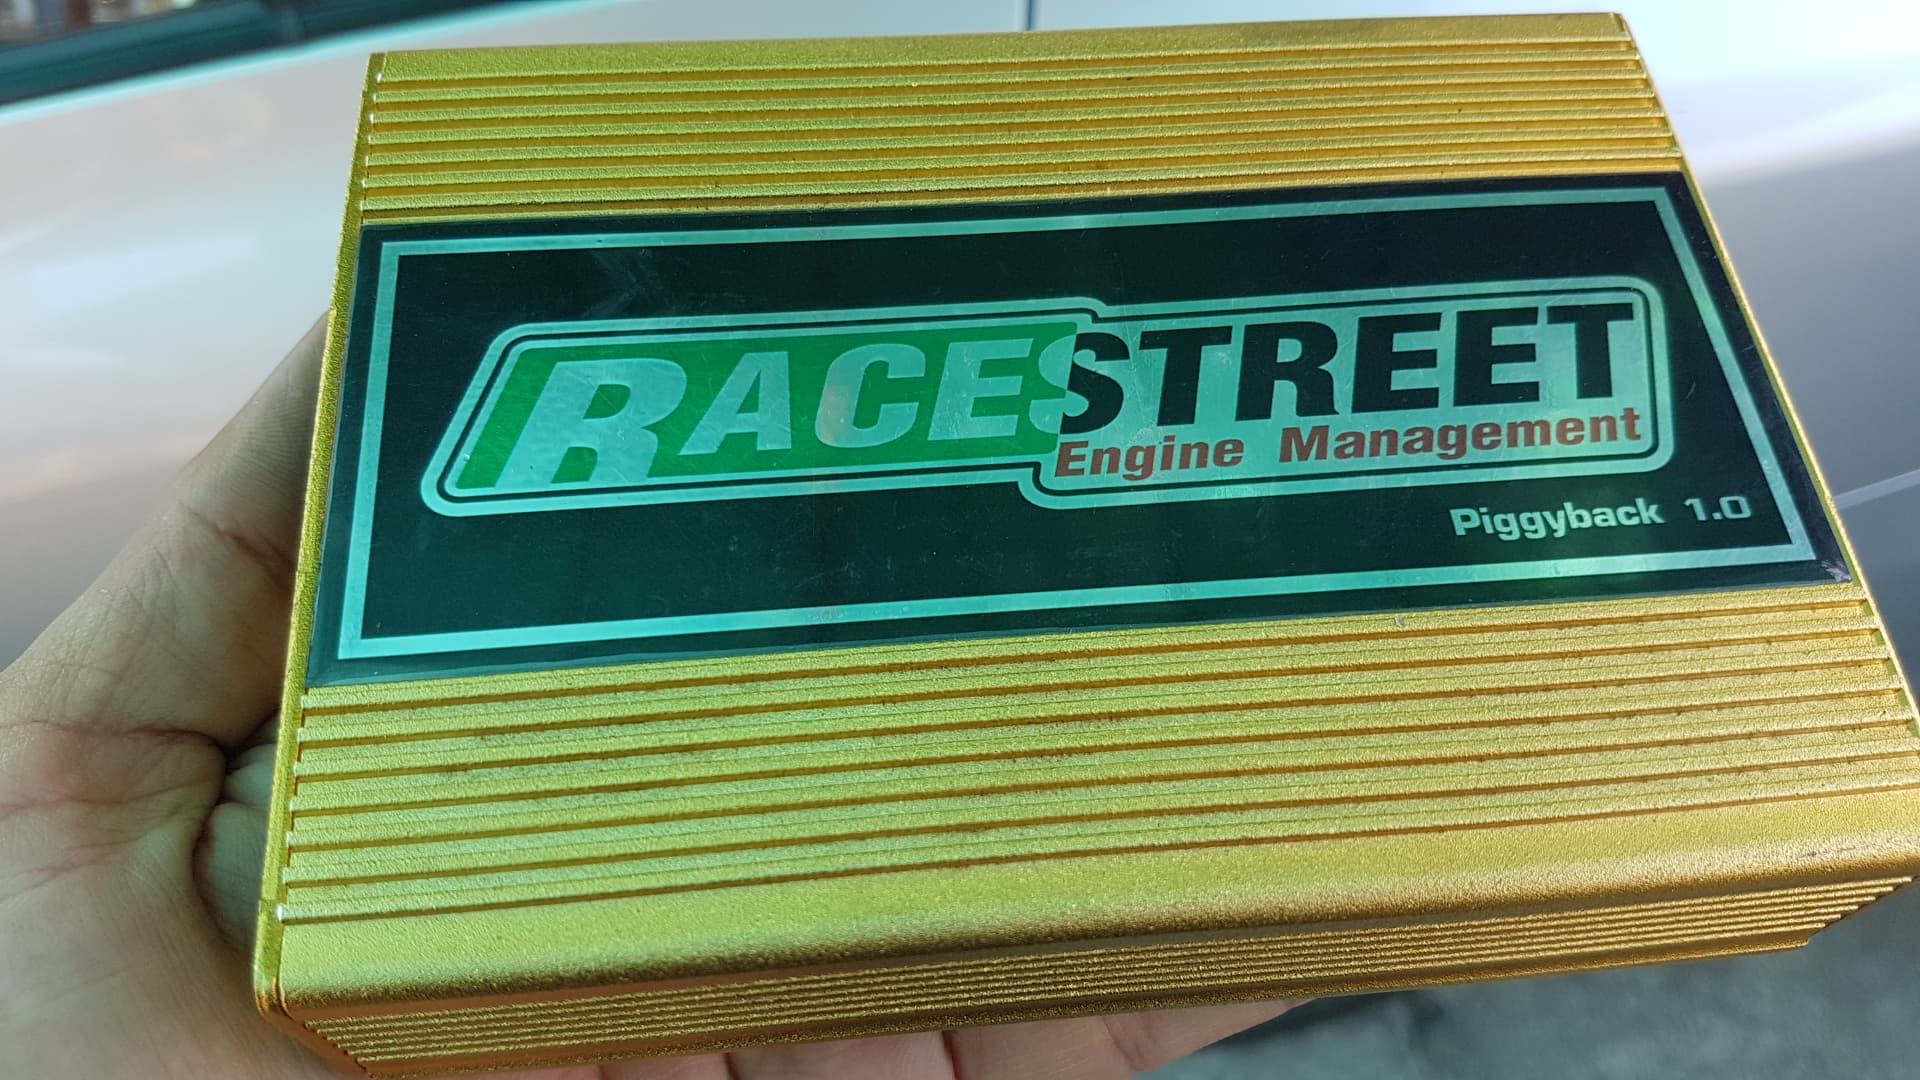 RACESTREET
Engine Management
Piggyback 1.0